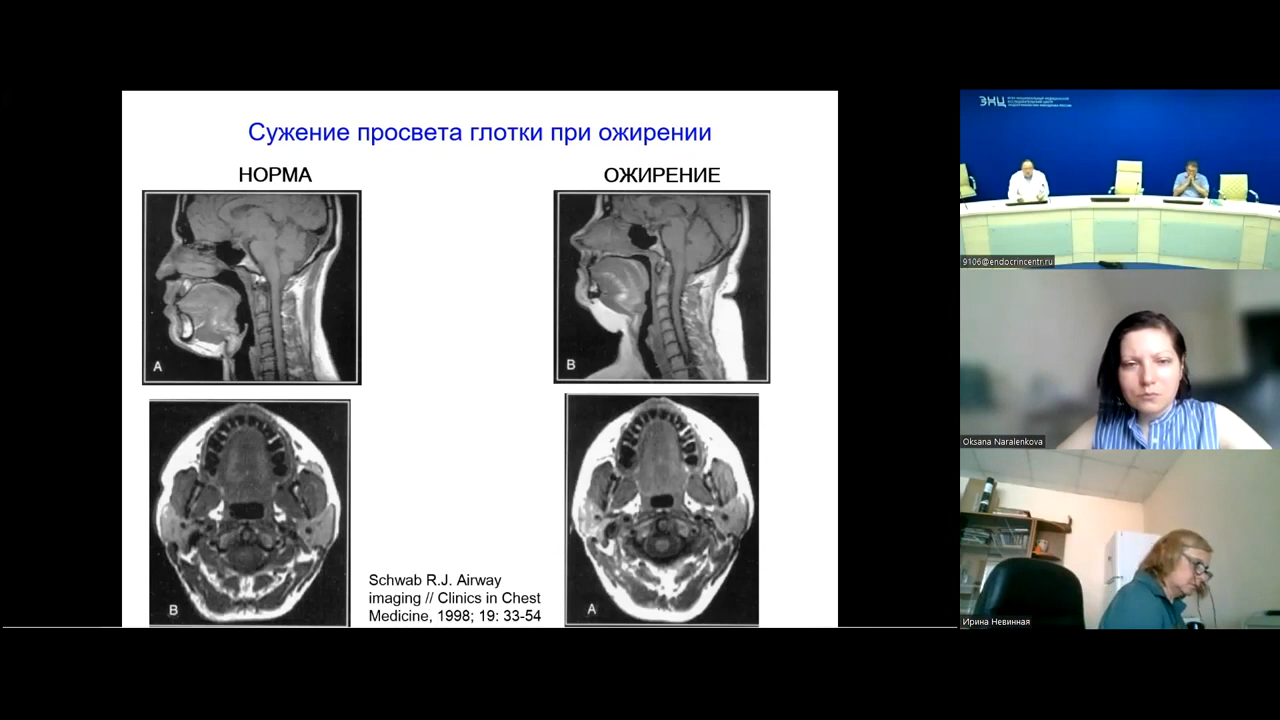 Сужение просвета глотки при ожирении
НОРМА
ОЖИРЕНИЕ
A
B
B
A
Schwab R.J. Airway
imaging // Clinics in Chest
Medicine, 1998; 19: 33-54
ЭНЦ
9106@endocrincentr.ru
Oksana Naralenkova
Ирина Невинная